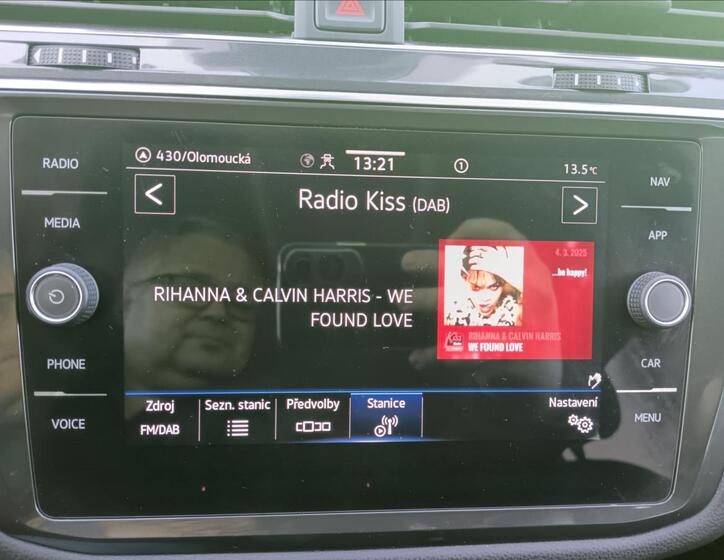 RADIO
MEDIA
PHONE
VOICE
NAV
APP
CAR
MENU
430/Olomoucká
13:21
1
13.5°C
<
Radio Kiss (DAB)
>
RIHANNA & CALVIN HARRIS - WE
FOUND LOVE
4. 3. 2025
...be happy!
RIHANNA & CALVIN HARRIS
WE FOUND LOVE
Zdroj
FM/DAB
Sezn. stanic
Předvolby
Stanice
Nastavení